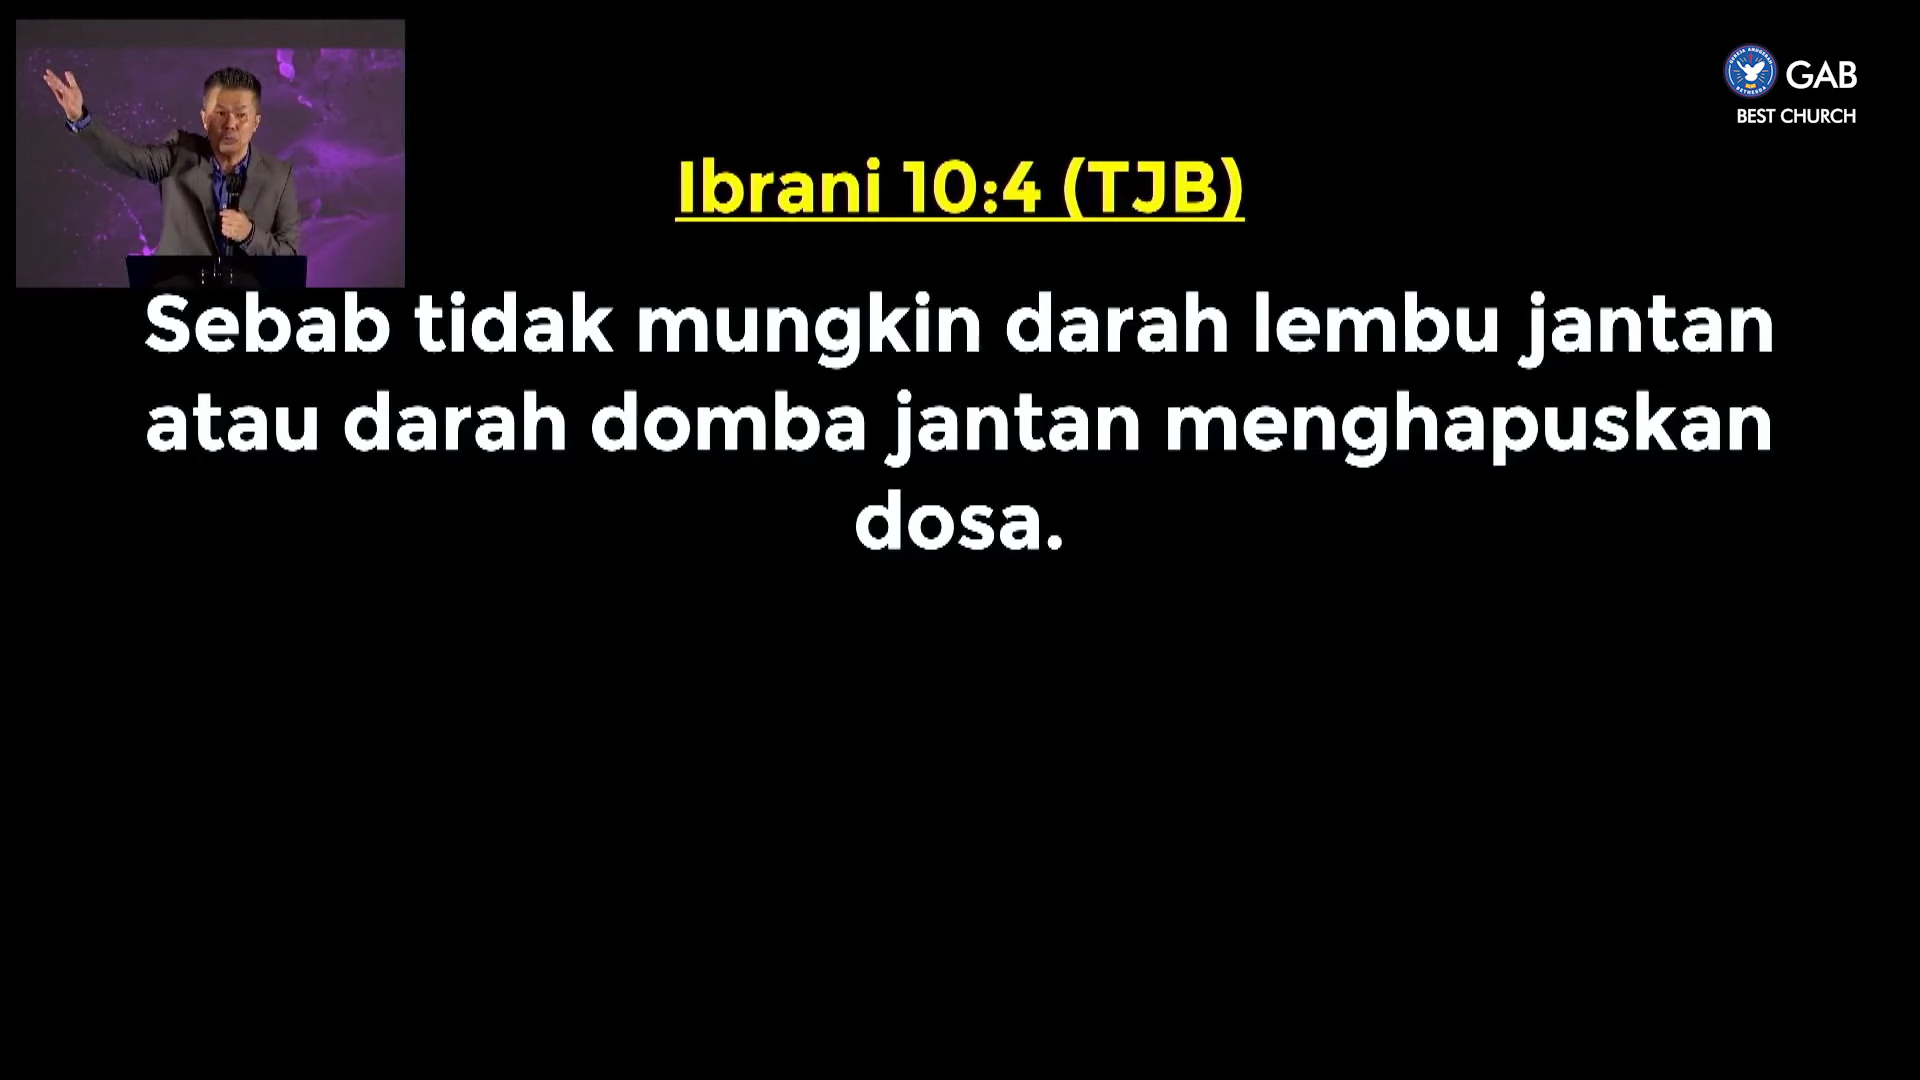 GAB
BEST CHURCH
Ibrani 10:4 (TJB)
Sebab tidak mungkin darah lembu jantan
atau darah domba jantan menghapuskan
dosa.